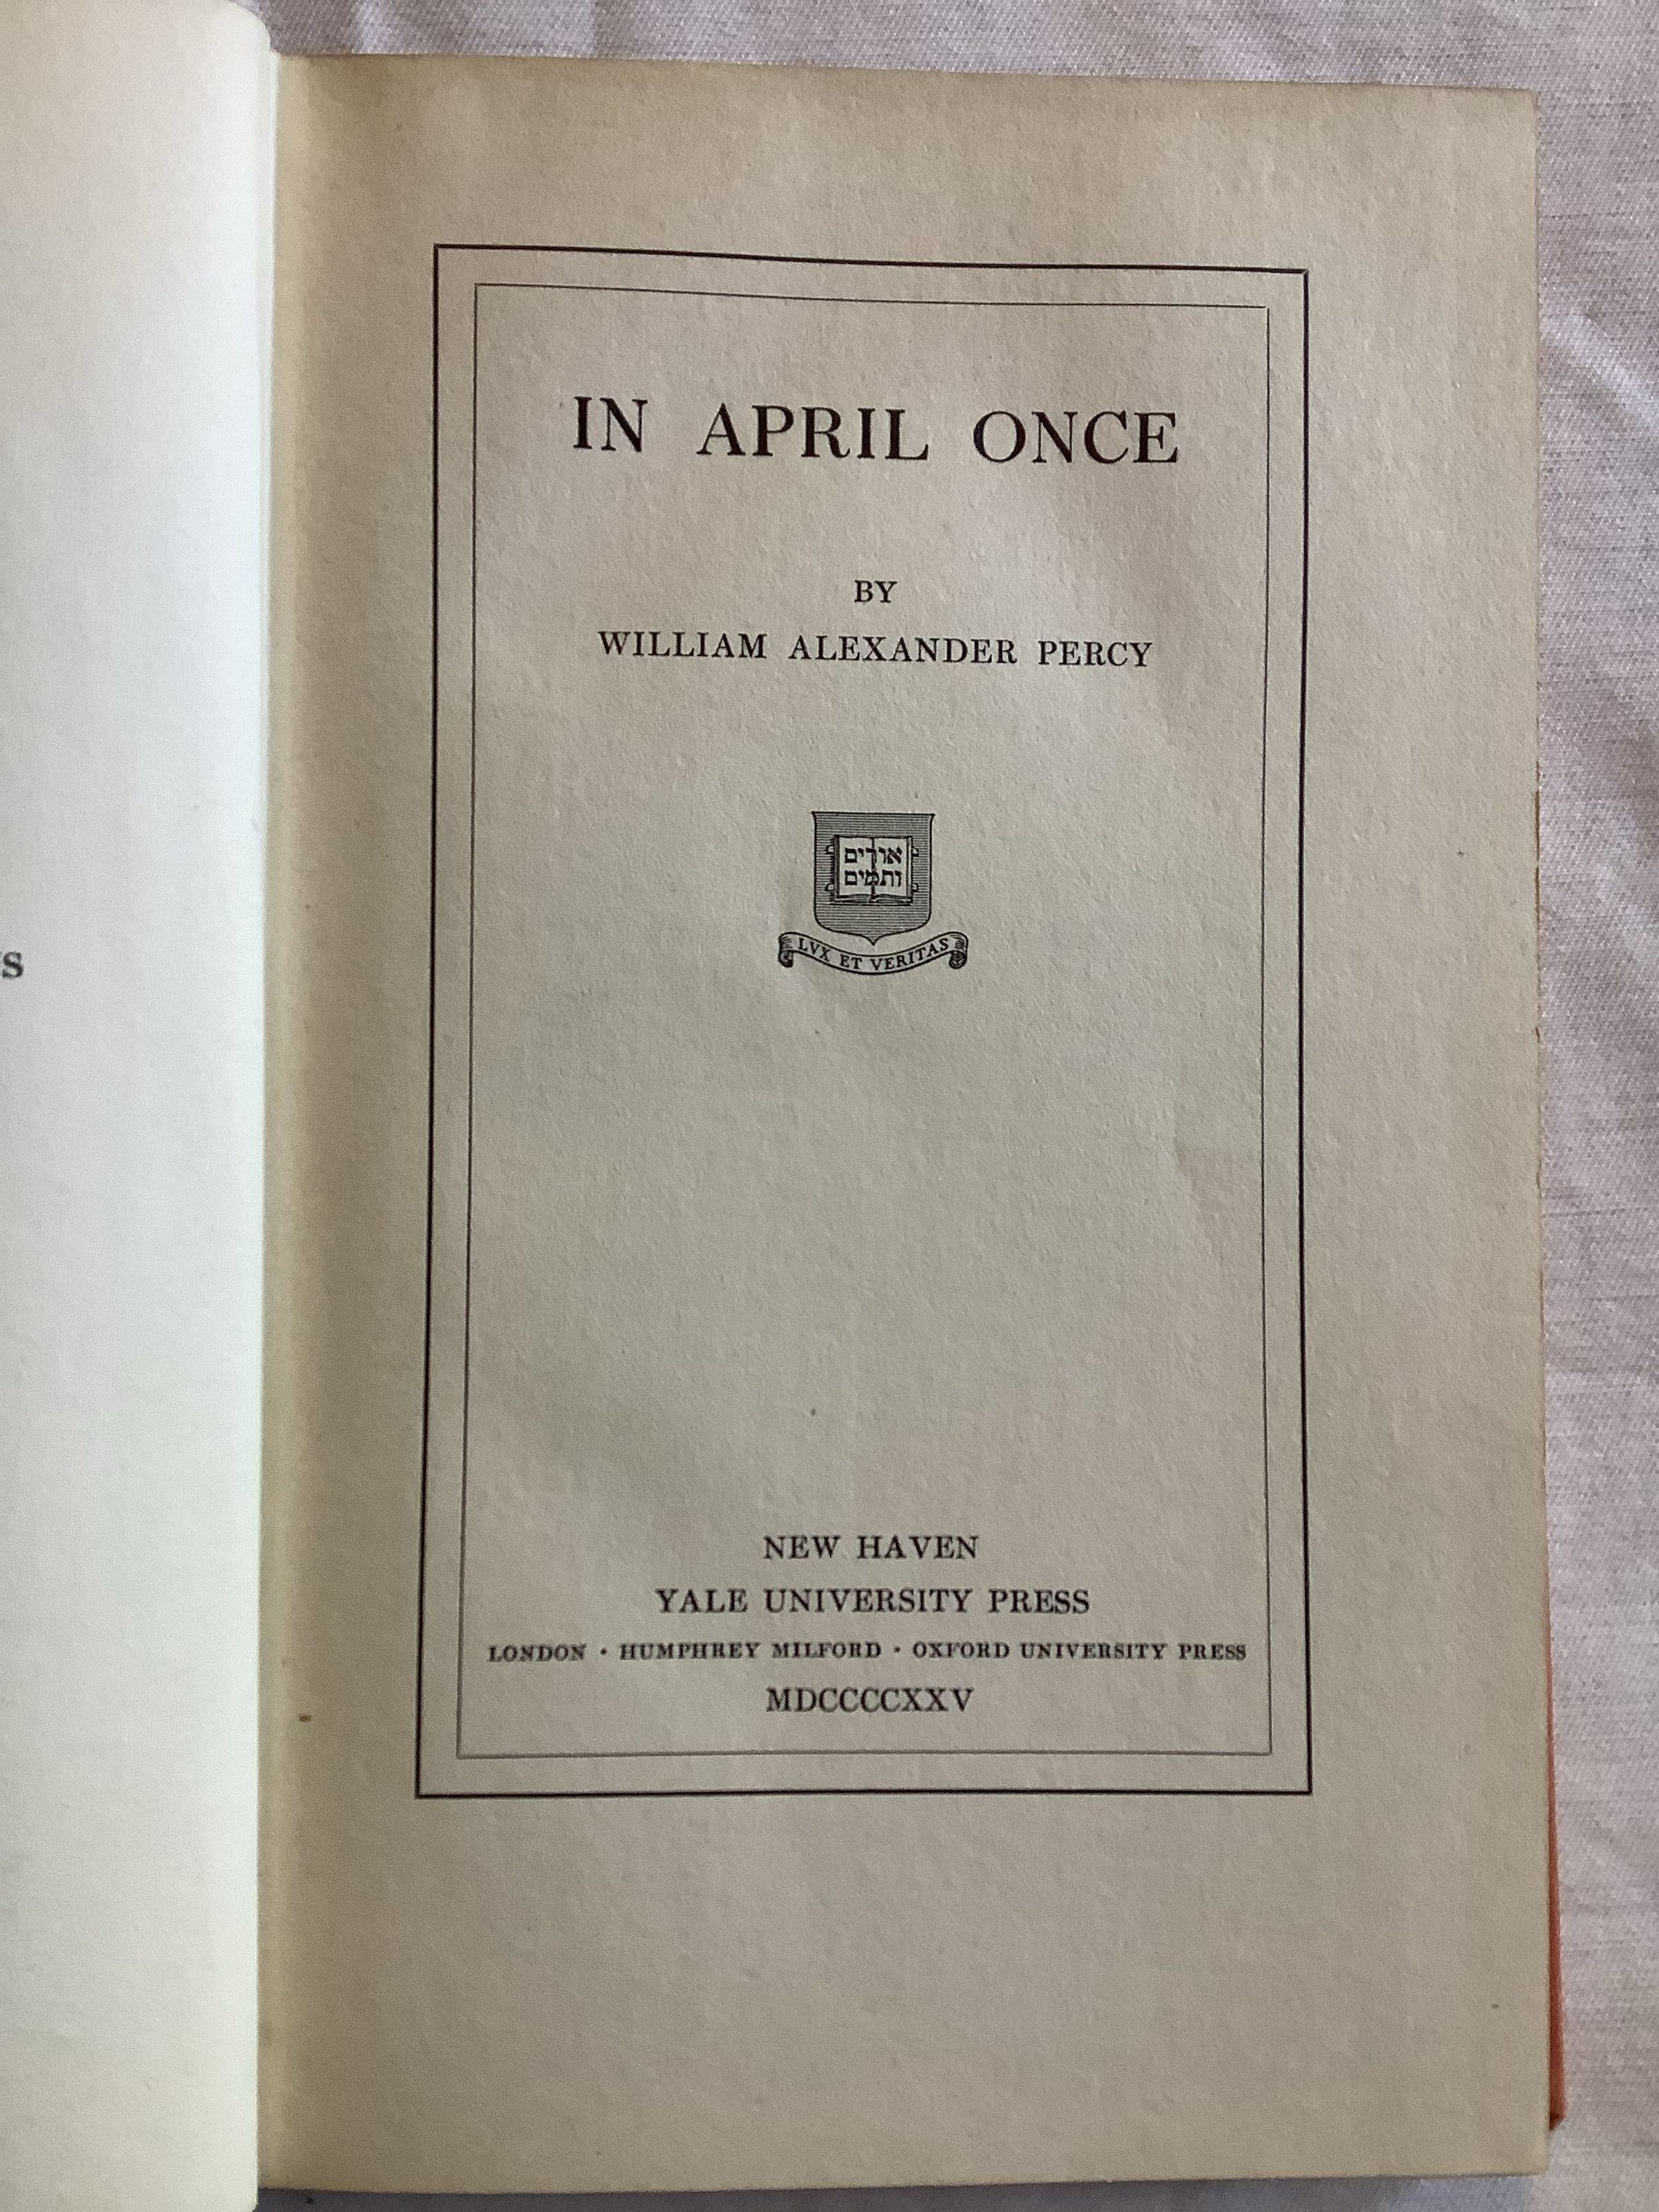 IN APRIL ONCE
BY
WILLIAM ALEXANDER PERCY
אורים
ותמים
LVX ET VERITAS
NEW HAVEN
YALE UNIVERSITY PRESS
LONDON · HUMPHREY MILFORD · OXFORD UNIVERSITY PRESS
MDCCCCXXV